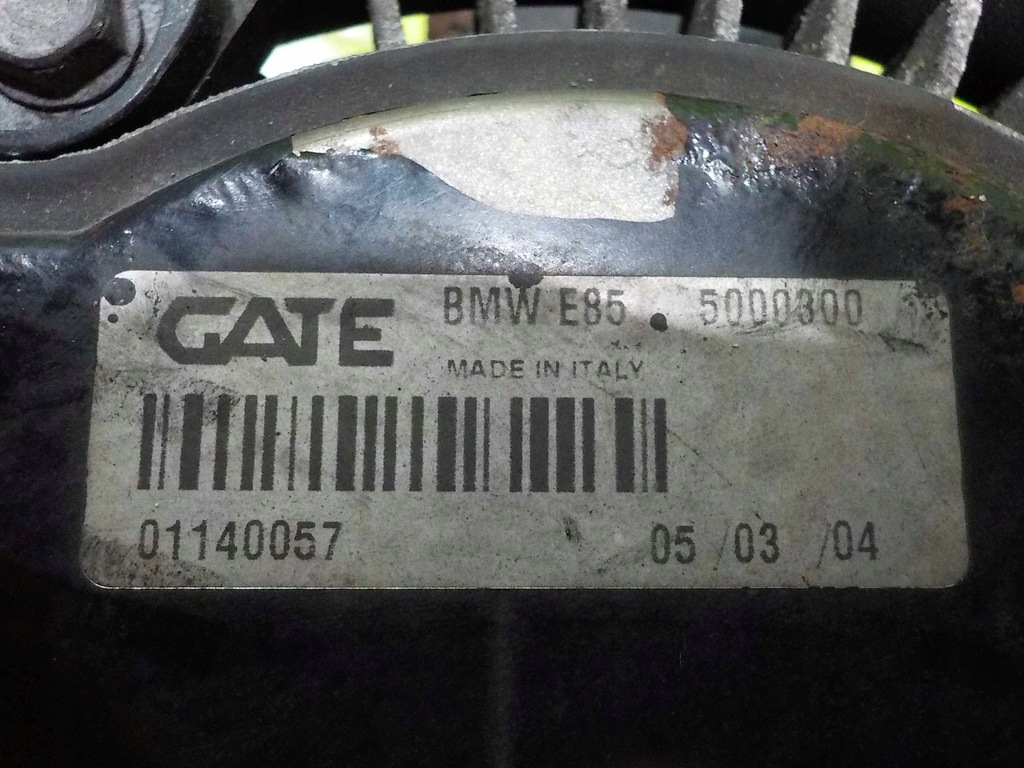 GATE BMW E85 5000300
MADE IN ITALY
01140057 05/03/04